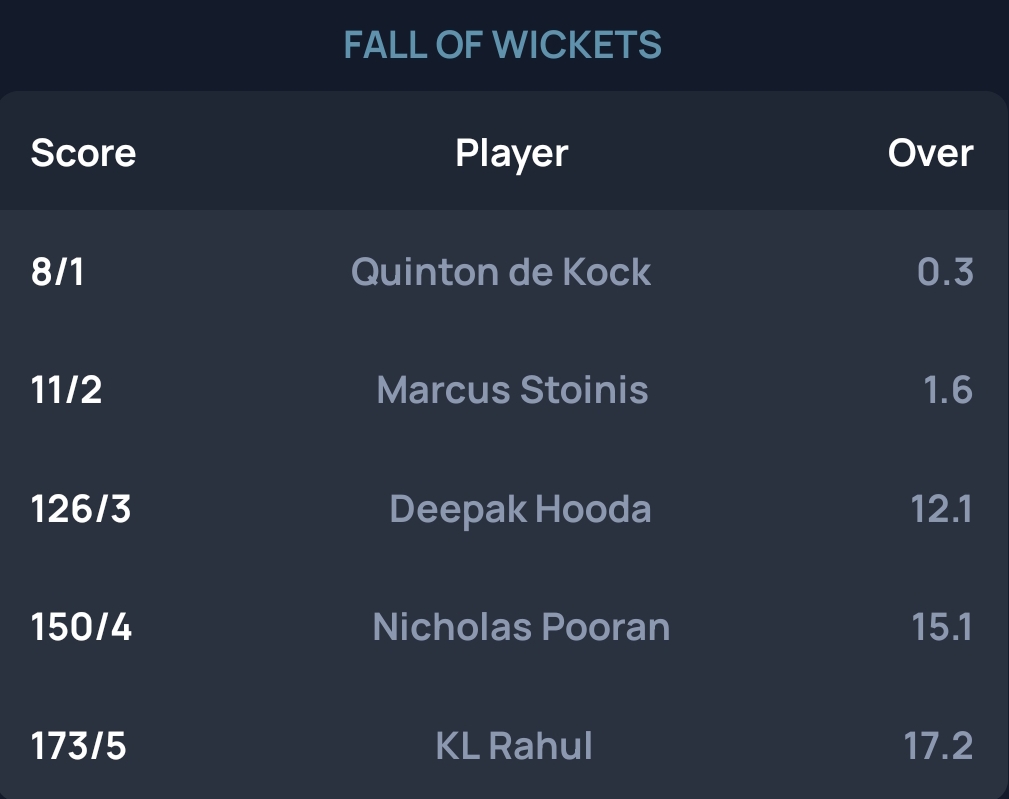 FALL OF WICKETS
Score Player Over
8/1 Quinton de Kock 0.3
11/2 Marcus Stoinis 1.6
126/3 Deepak Hooda 12.1
150/4 Nicholas Pooran 15.1
173/5 KL Rahul 17.2